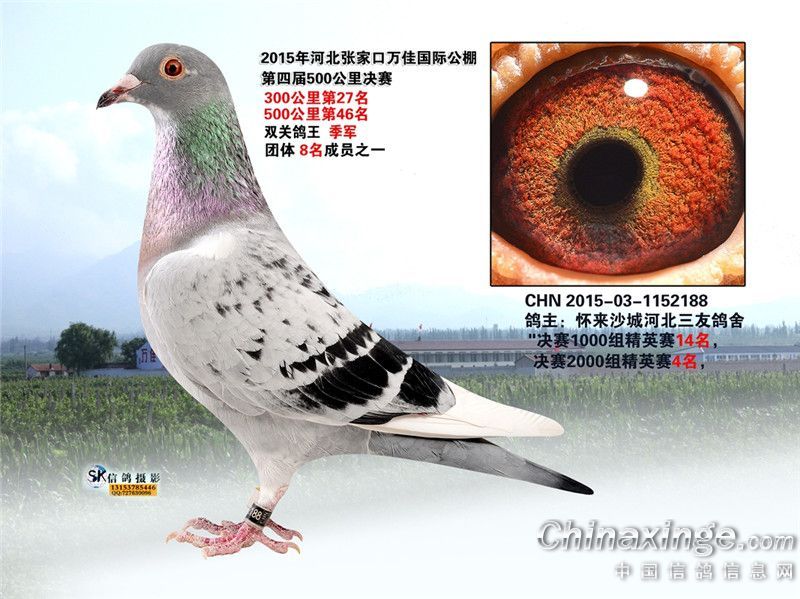 2015年河北张家口万佳国际公棚
第四届500公里决赛
300公里第27名
500公里第46名
双关鸽王 季军
团体 8名成员之一
CHN 2015-03-1152188
鸽主：怀来沙城河北三友鸽舍
"决赛1000组精英赛14名，
决赛2000组精英赛4名，
SK信鸽摄影
13153785446
QQ:727830098
88
Chinaxinge.com
中国信鸽信息网